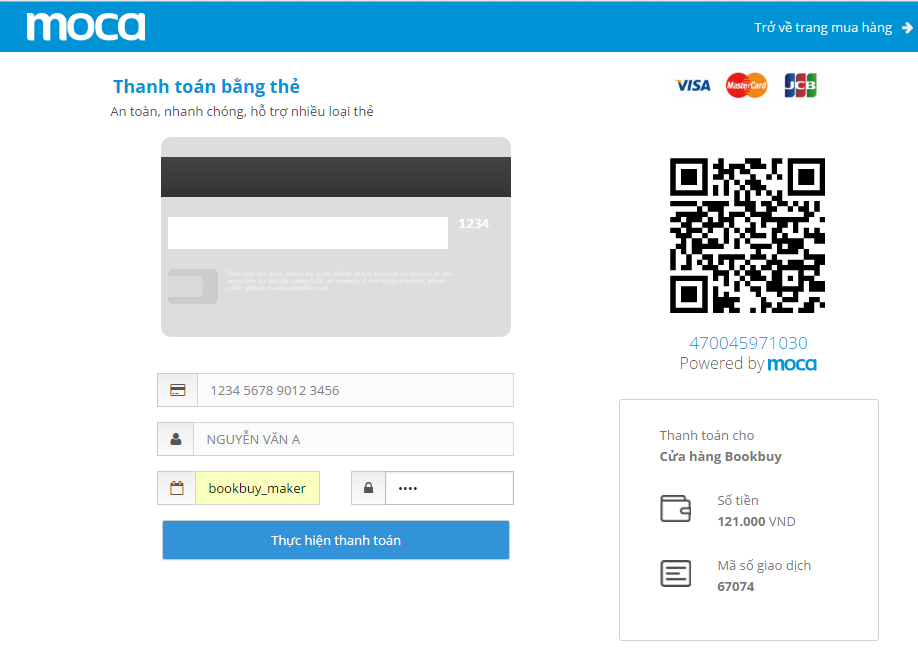 moca
Trở về trang mua hàng
Thanh toán bằng thẻ
An toàn, nhanh chóng, hỗ trợ nhiều loại thẻ
VISA MasterCard JCB
1234
470045971030
Powered by moca
1234 5678 9012 3456
NGUYỄN VĂN A
bookbuy_maker
••••
Thực hiện thanh toán
Thanh toán cho
Cửa hàng Bookbuy
Số tiền
121.000 VND
Mã số giao dịch
67074